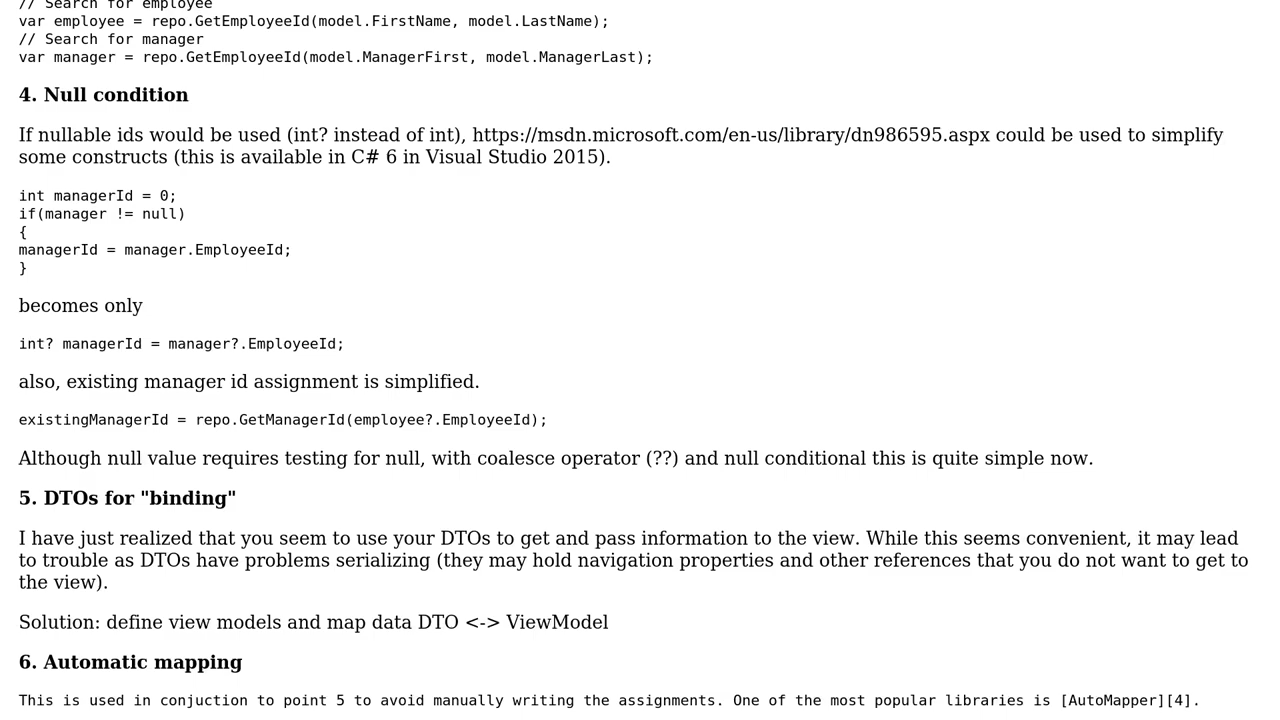 // Search for employee
var employee = repo.GetEmployeeId(model.FirstName, model.LastName);
// Search for manager
var manager = repo.GetEmployeeId(model.ManagerFirst, model.ManagerLast);
4. Null condition
If nullable ids would be used (int? instead of int), https://msdn.microsoft.com/en-us/library/dn986595.aspx could be used to simplify
some constructs (this is available in C# 6 in Visual Studio 2015).
int managerId = 0;
if(manager != null)
{
managerId = manager.EmployeeId;
}
becomes only
int? managerId = manager?.EmployeeId;
also, existing manager id assignment is simplified.
existingManagerId = repo.GetManagerId(employee?.EmployeeId);
Although null value requires testing for null, with coalesce operator (??) and null conditional this is quite simple now.
5. DTOs for "binding"
I have just realized that you seem to use your DTOs to get and pass information to the view. While this seems convenient, it may lead
to trouble as DTOs have problems serializing (they may hold navigation properties and other references that you do not want to get to
the view).
Solution: define view models and map data DTO <-> ViewModel
6. Automatic mapping
This is used in conjuction to point 5 to avoid manually writing the assignments. One of the most popular libraries is [AutoMapper][4].